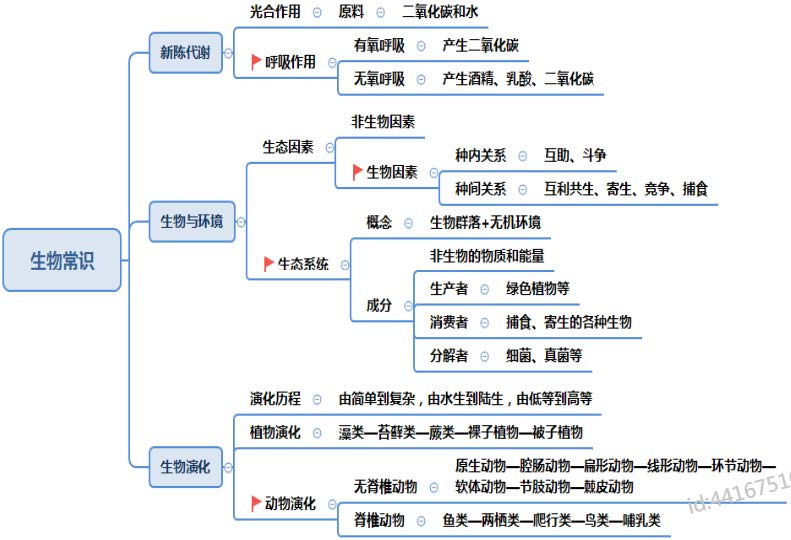 光合作用 原料 二氧化碳和水
新陈代谢
有氧呼吸 产生二氧化碳
呼吸作用
无氧呼吸 产生酒精、乳酸、二氧化碳
非生物因素
生态因素
种内关系 互助、斗争
生物因素
种间关系 互利共生、寄生、竞争、捕食
生物与环境
概念 生物群落+无机环境
生物常识
非生物的物质和能量
生态系统
生产者 绿色植物等
成分
消费者 捕食、寄生的各种生物
分解者 细菌、真菌等
演化历程 由简单到复杂，由水生到陆生，由低等到高等
植物演化 藻类—苔藓类—蕨类—裸子植物—被子植物
生物演化
原生动物—腔肠动物—扁形动物—线形动物—环节动物—
无脊椎动物 软体动物—节肢动物—棘皮动物
动物演化
脊椎动物 鱼类—两栖类—爬行类—鸟类—哺乳类